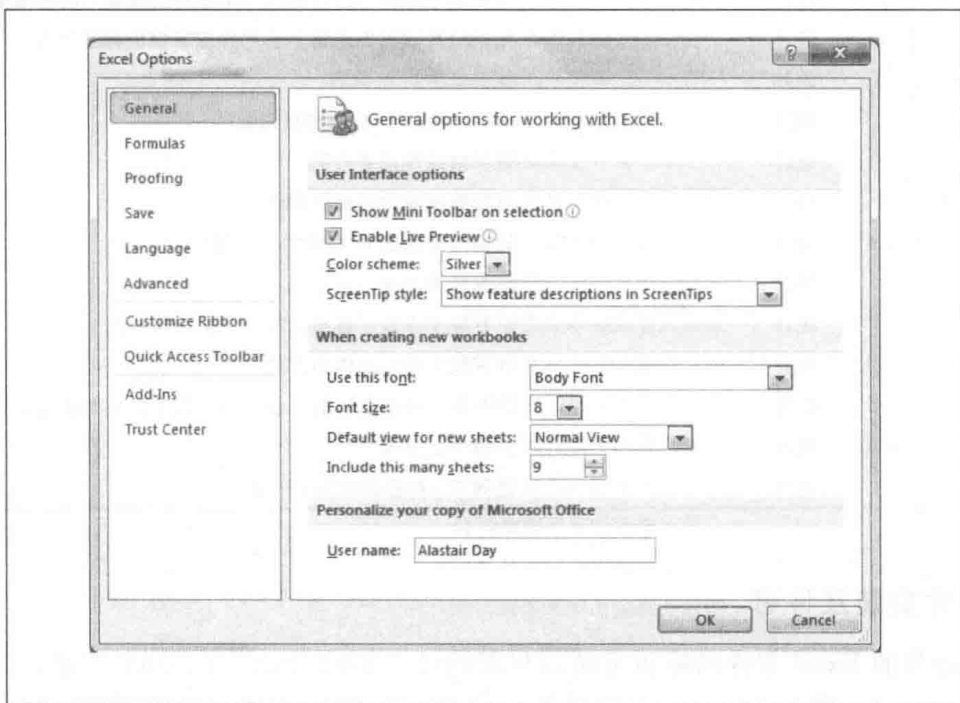 Excel Options
General
Formulas
Proofing
Save
Language
Advanced
Customize Ribbon
Quick Access Toolbar
Add-Ins
Trust Center
General options for working with Excel.
User Interface options
Show Mini Toolbar on selection
Enable Live Preview
Color scheme: Silver
ScreenTip style: Show feature descriptions in ScreenTips
When creating new workbooks
Use this font: Body Font
Font size: 8
Default view for new sheets: Normal View
Include this many sheets: 9
Personalize your copy of Microsoft Office
User name: Alastair Day
OK Cancel